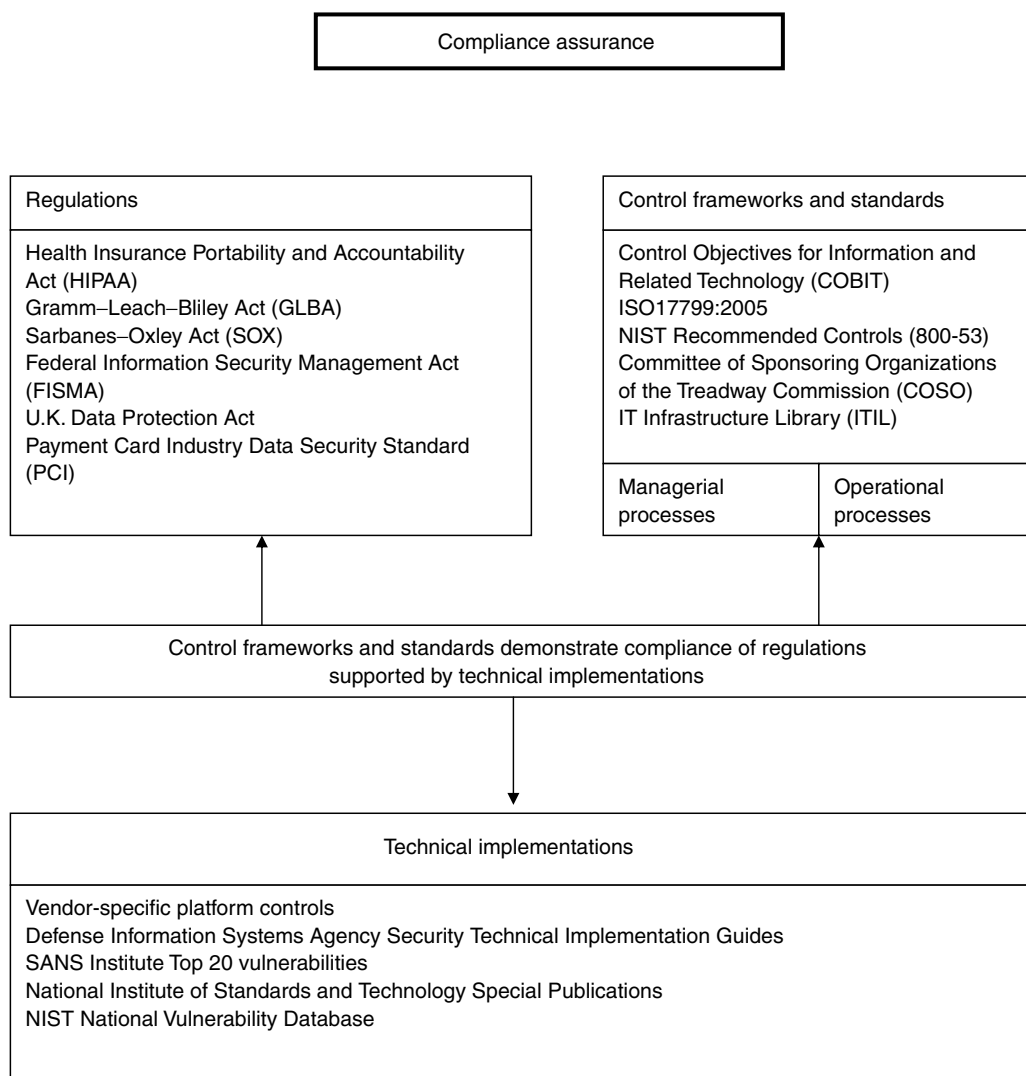 Compliance assurance
Regulations
Health Insurance Portability and Accountability
Act (HIPAA)
Gramm–Leach–Bliley Act (GLBA)
Sarbanes–Oxley Act (SOX)
Federal Information Security Management Act
(FISMA)
U.K. Data Protection Act
Payment Card Industry Data Security Standard
(PCI)
Control frameworks and standards
Control Objectives for Information and
Related Technology (COBIT)
ISO17799:2005
NIST Recommended Controls (800-53)
Committee of Sponsoring Organizations
of the Treadway Commission (COSO)
IT Infrastructure Library (ITIL)
Managerial
processes
Operational
processes
Control frameworks and standards demonstrate compliance of regulations
supported by technical implementations
Technical implementations
Vendor-specific platform controls
Defense Information Systems Agency Security Technical Implementation Guides
SANS Institute Top 20 vulnerabilities
National Institute of Standards and Technology Special Publications
NIST National Vulnerability Database